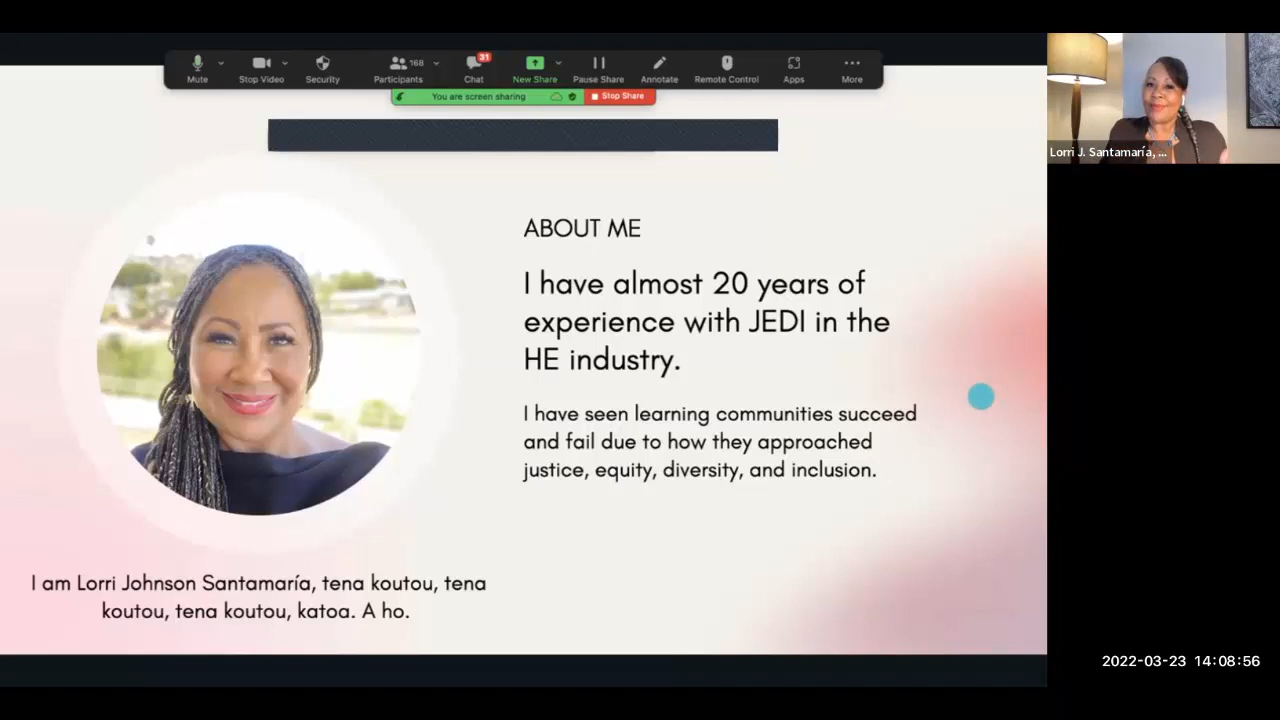 168
31
Mute
Stop Video
Security
Participants
Chat
New Share
Pause Share
Annotate
Remote Control
Apps
More
You are screen sharing
Stop Share
Lorri J. Santamaría, ...
ABOUT ME
I have almost 20 years of
experience with JEDI in the
HE industry.
I have seen learning communities succeed
and fail due to how they approached
justice, equity, diversity, and inclusion.
I am Lorri Johnson Santamaría, tena koutou, tena
koutou, tena koutou, katoa. A ho.
2022-03-23 14:08:56